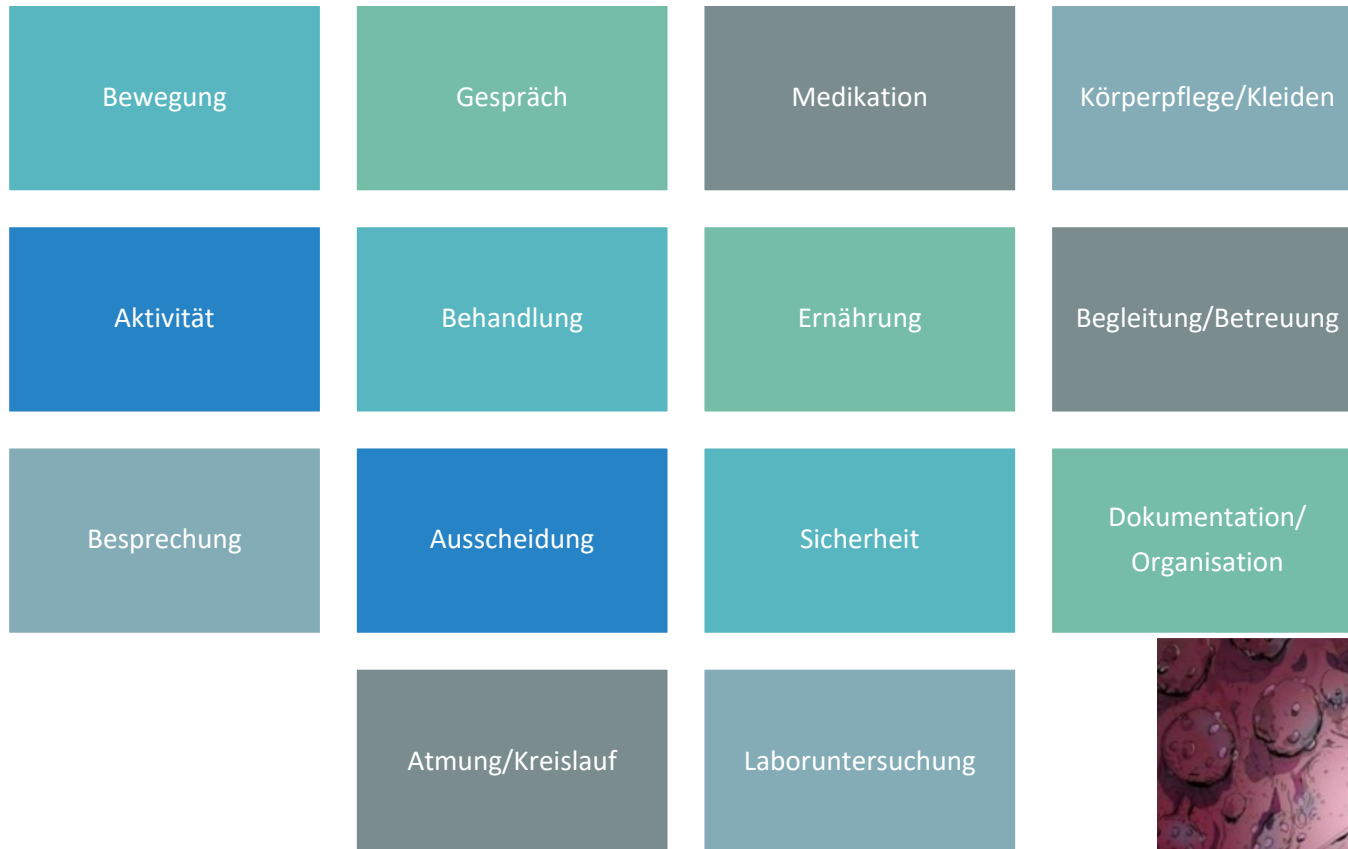 Bewegung
Gespräch
Medikation
Körperpflege/Kleiden
Aktivität
Behandlung
Ernährung
Begleitung/Betreuung
Besprechung
Ausscheidung
Sicherheit
Dokumentation/
Organisation
Atmung/Kreislauf
Laboruntersuchung